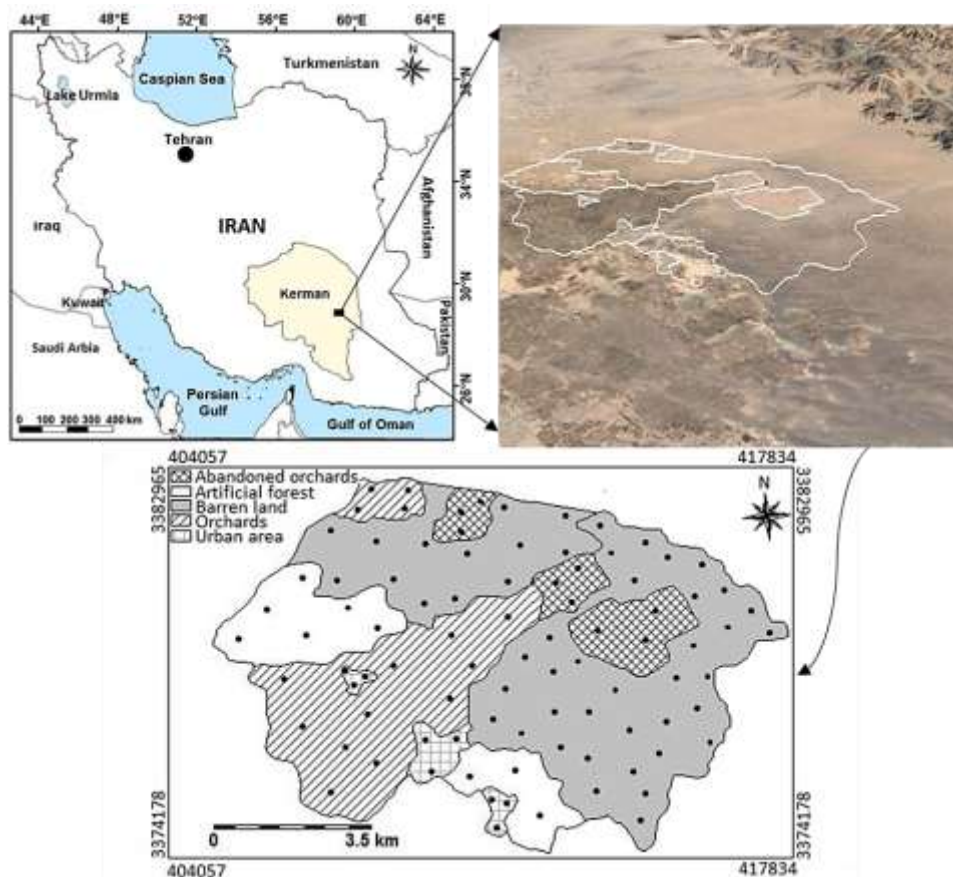 44°E 48°E 52°E 56°E 60°E 64°E
N
Turkmenistan
Caspian Sea
38°N
Lake Urmia
Tehran
34°N
Afghanistan
Iraq
IRAN
30°N
Kuwait
Kerman
Pakistan
Saudi Arbia
26°N
Persian
Gulf
Gulf of Oman
0 100 200 300 400 km
404057
417834
3382965
3382965
Abandoned orchards
Artificial forest
Barren land
Orchards
Urban area
N
3374178
3374178
0 3.5 km
404057
417834